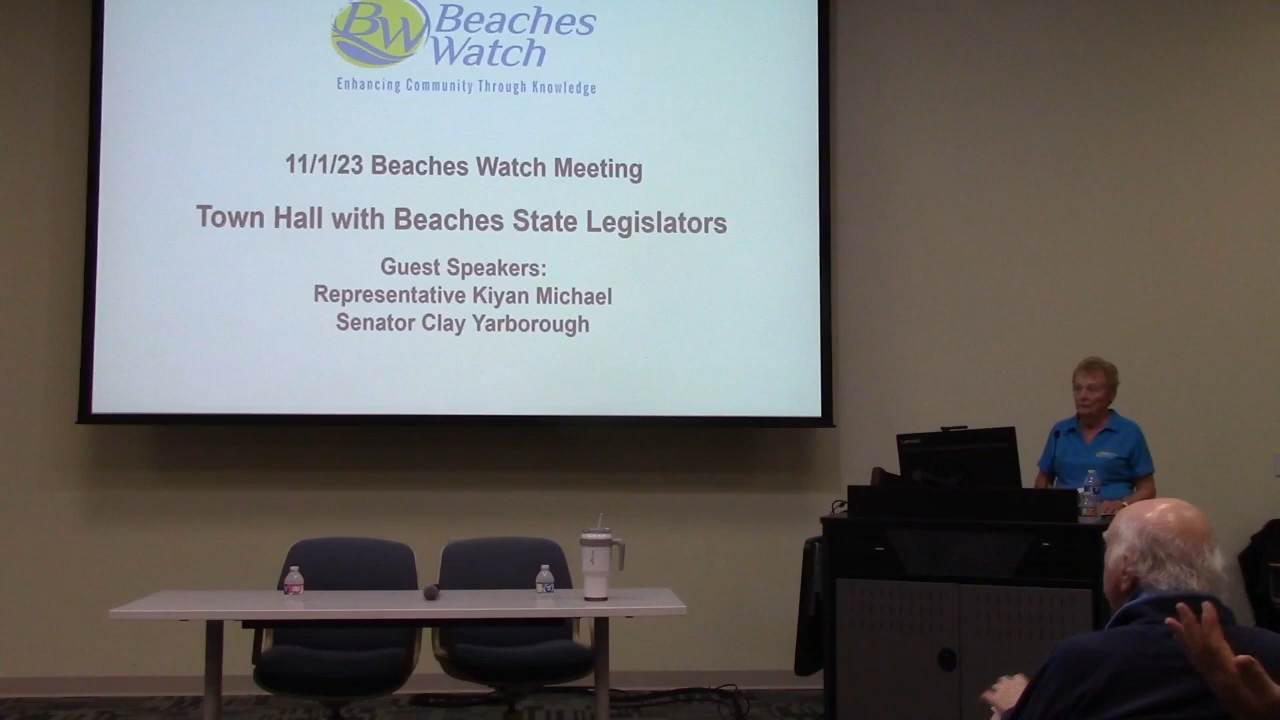 BW Beaches
Watch
Enhancing Community Through Knowledge
11/1/23 Beaches Watch Meeting
Town Hall with Beaches State Legislators
Guest Speakers:
Representative Kiyan Michael
Senator Clay Yarborough
Lenovo